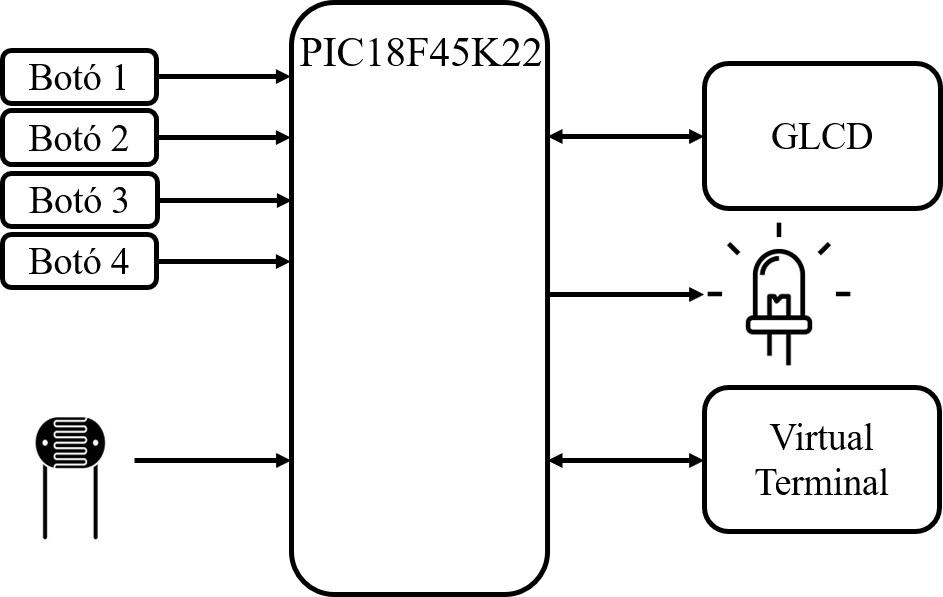 PIC18F45K22
Botó 1
Botó 2
Botó 3
Botó 4
GLCD
Virtual
Terminal